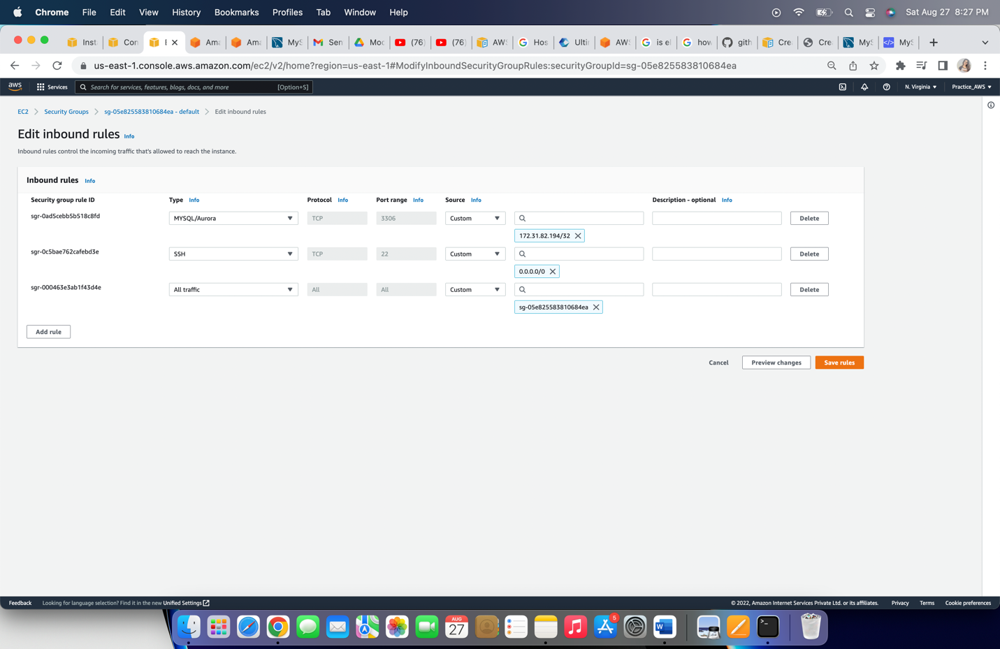 Chrome File Edit View History Bookmarks Profiles Tab Window Help Sat Aug 27 8:27 PM
Inst Con I Ama Ama MyS Sen Moc (76) (76) AWS Hos Ulti AWS is el how gith Cre Cre MyS MyS
us-east-1.console.aws.amazon.com/ec2/v2/home?region=us-east-1#ModifyInboundSecurityGroupRules:securityGroupId=sg-05e825583810684ea
aws Services Search for services, features, blogs, docs, and more [Option+S] N. Virginia Practice_AWS
EC2 Security Groups sg-05e825583810684ea - default Edit inbound rules
Edit inbound rules Info
Inbound rules control the incoming traffic that's allowed to reach the instance.
Inbound rules Info
Security group rule ID Type Info Protocol Info Port range Info Source Info Description - optional Info
sgr-0ad5cebb5b518c8fd MYSQL/Aurora TCP 3306 Custom Delete
172.31.82.194/32
sgr-0c5bae762cafebd3e SSH TCP 22 Custom Delete
0.0.0.0/0
sgr-000463e3ab1f43d4e All traffic All All Custom Delete
sg-05e825583810684ea
Add rule
Cancel Preview changes Save rules
Feedback Looking for language selection? Find it in the new Unified Settings © 2022, Amazon Internet Services Private Ltd. or its affiliates. Privacy Terms Cookie preferences
AUG
27
5
W